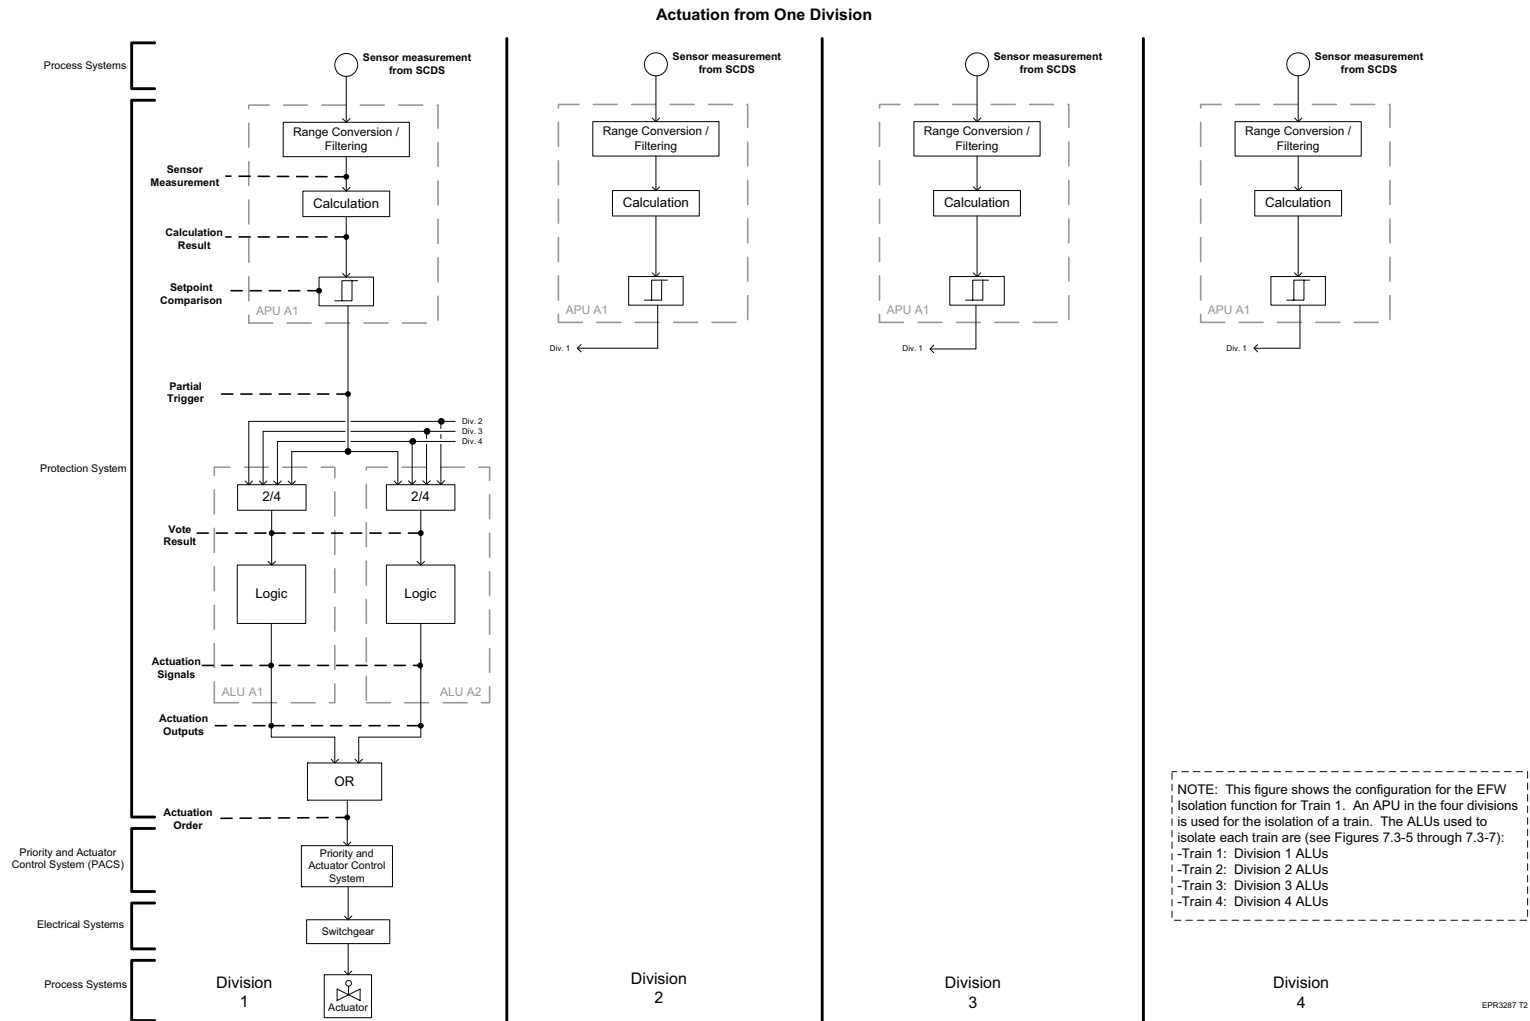 Actuation from One Division
Process Systems
Sensor measurement
from SCDS
Sensor measurement
from SCDS
Sensor measurement
from SCDS
Sensor measurement
from SCDS
Range Conversion /
Filtering
Range Conversion /
Filtering
Range Conversion /
Filtering
Range Conversion /
Filtering
Sensor
Measurement
Calculation
Calculation
Calculation
Calculation
Calculation
Result
Setpoint
Comparison
APU A1
APU A1
APU A1
APU A1
Div. 1
Div. 1
Div. 1
Partial
Trigger
Div. 2
Div. 3
Div. 4
Protection System
2/4
2/4
Vote
Result
Logic
Logic
Actuation
Signals
ALU A1
ALU A2
Actuation
Outputs
OR
Actuation
Order
NOTE: This figure shows the configuration for the EFW
Isolation function for Train 1. An APU in the four divisions
is used for the isolation of a train. The ALUs used to
isolate each train are (see Figures 7.3-5 through 7.3-7):
-Train 1: Division 1 ALUs
-Train 2: Division 2 ALUs
-Train 3: Division 3 ALUs
-Train 4: Division 4 ALUs
Priority and Actuator
Control System (PACS)
Priority and
Actuator Control
System
Electrical Systems
Switchgear
Process Systems
Actuator
Division
1
Division
2
Division
3
Division
4
EPR3287 T2